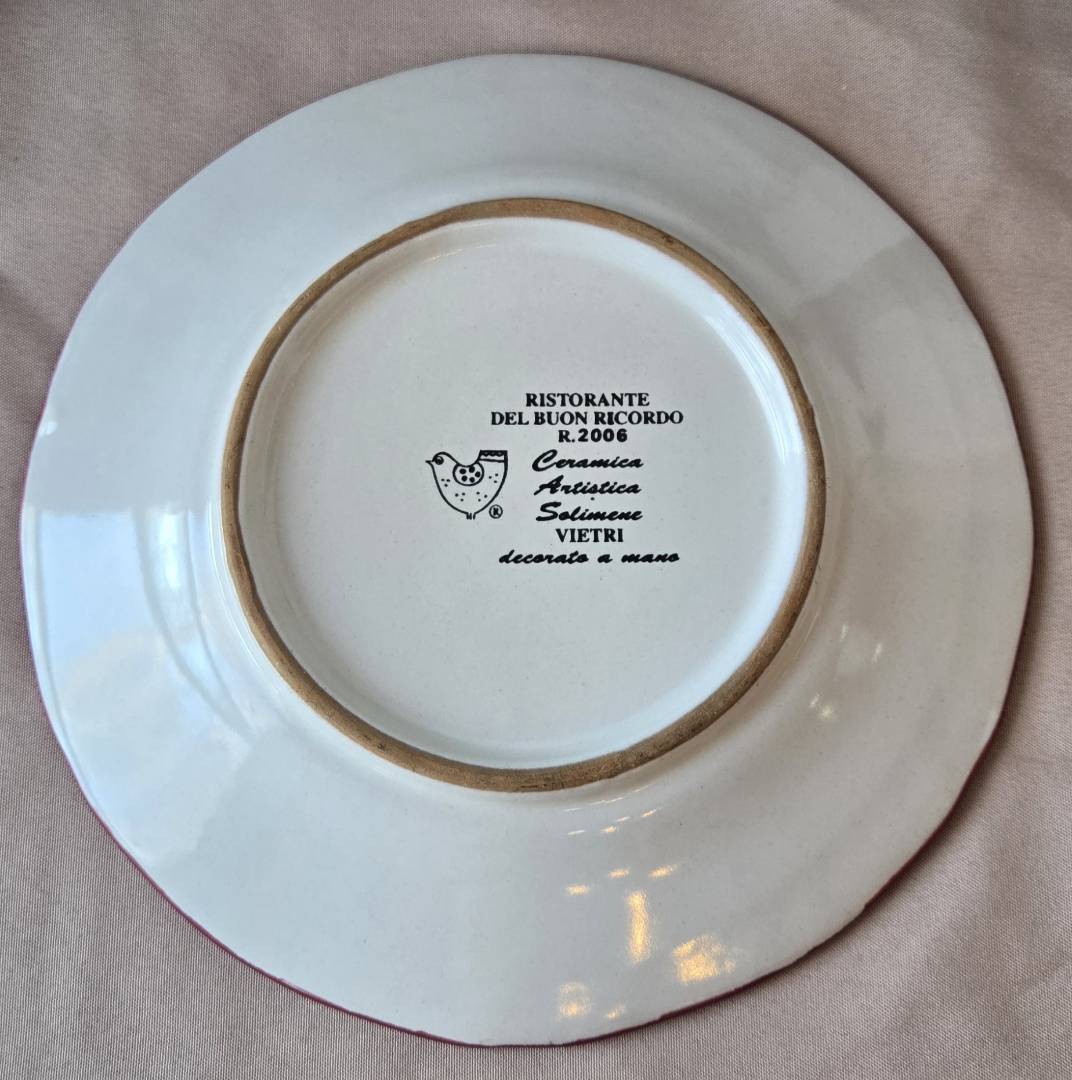 RISTORANTE
DEL BUON RICORDO
R.2006
Ceramica
Artistica
Solimene
VIETRI
decorato a mano
®